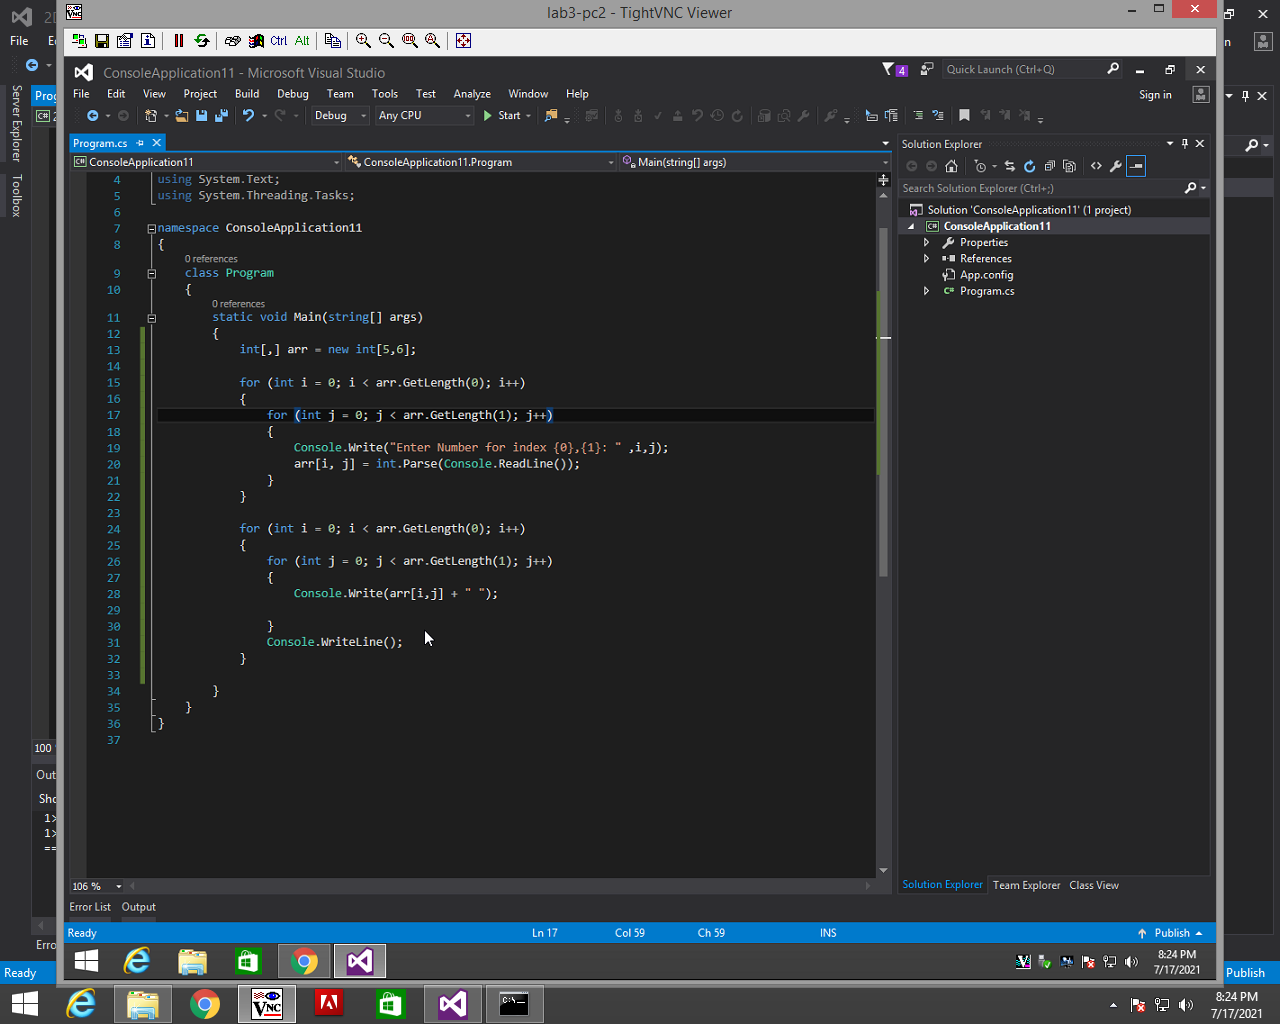 lab3-pc2 - TightVNC Viewer
File
Ctrl Alt
ConsoleApplication11 - Microsoft Visual Studio
4
Quick Launch (Ctrl+Q)
File Edit View Project Build Debug Team Tools Test Analyze Window Help
Sign in
Debug Any CPU Start
Server Explorer
Toolbox
Program.cs
ConsoleApplication11 ConsoleApplication11.Program Main(string[] args)
4 using System.Text;
5 using System.Threading.Tasks;
6
7 namespace ConsoleApplication11
8 {
0 references
9 class Program
10 {
0 references
11 static void Main(string[] args)
12 {
13 int[,] arr = new int[5,6];
14
15 for (int i = 0; i < arr.GetLength(0); i++)
16 {
17 for (int j = 0; j < arr.GetLength(1); j++)
18 {
19 Console.Write("Enter Number for index {0},{1}: " ,i,j);
20 arr[i, j] = int.Parse(Console.ReadLine());
21 }
22 }
23
24 for (int i = 0; i < arr.GetLength(0); i++)
25 {
26 for (int j = 0; j < arr.GetLength(1); j++)
27 {
28 Console.Write(arr[i,j] + " ");
29
30 }
31 Console.WriteLine();
32 }
33
34 }
35 }
36 }
37
Solution Explorer
Search Solution Explorer (Ctrl+;)
Solution 'ConsoleApplication11' (1 project)
ConsoleApplication11
Properties
References
App.config
Program.cs
Solution Explorer Team Explorer Class View
100
1>
1>
==
106 %
Error List Output
Ready Ln 17 Col 59 Ch 59 INS Publish
8:24 PM
7/17/2021
Ready
Publish
8:24 PM
7/17/2021